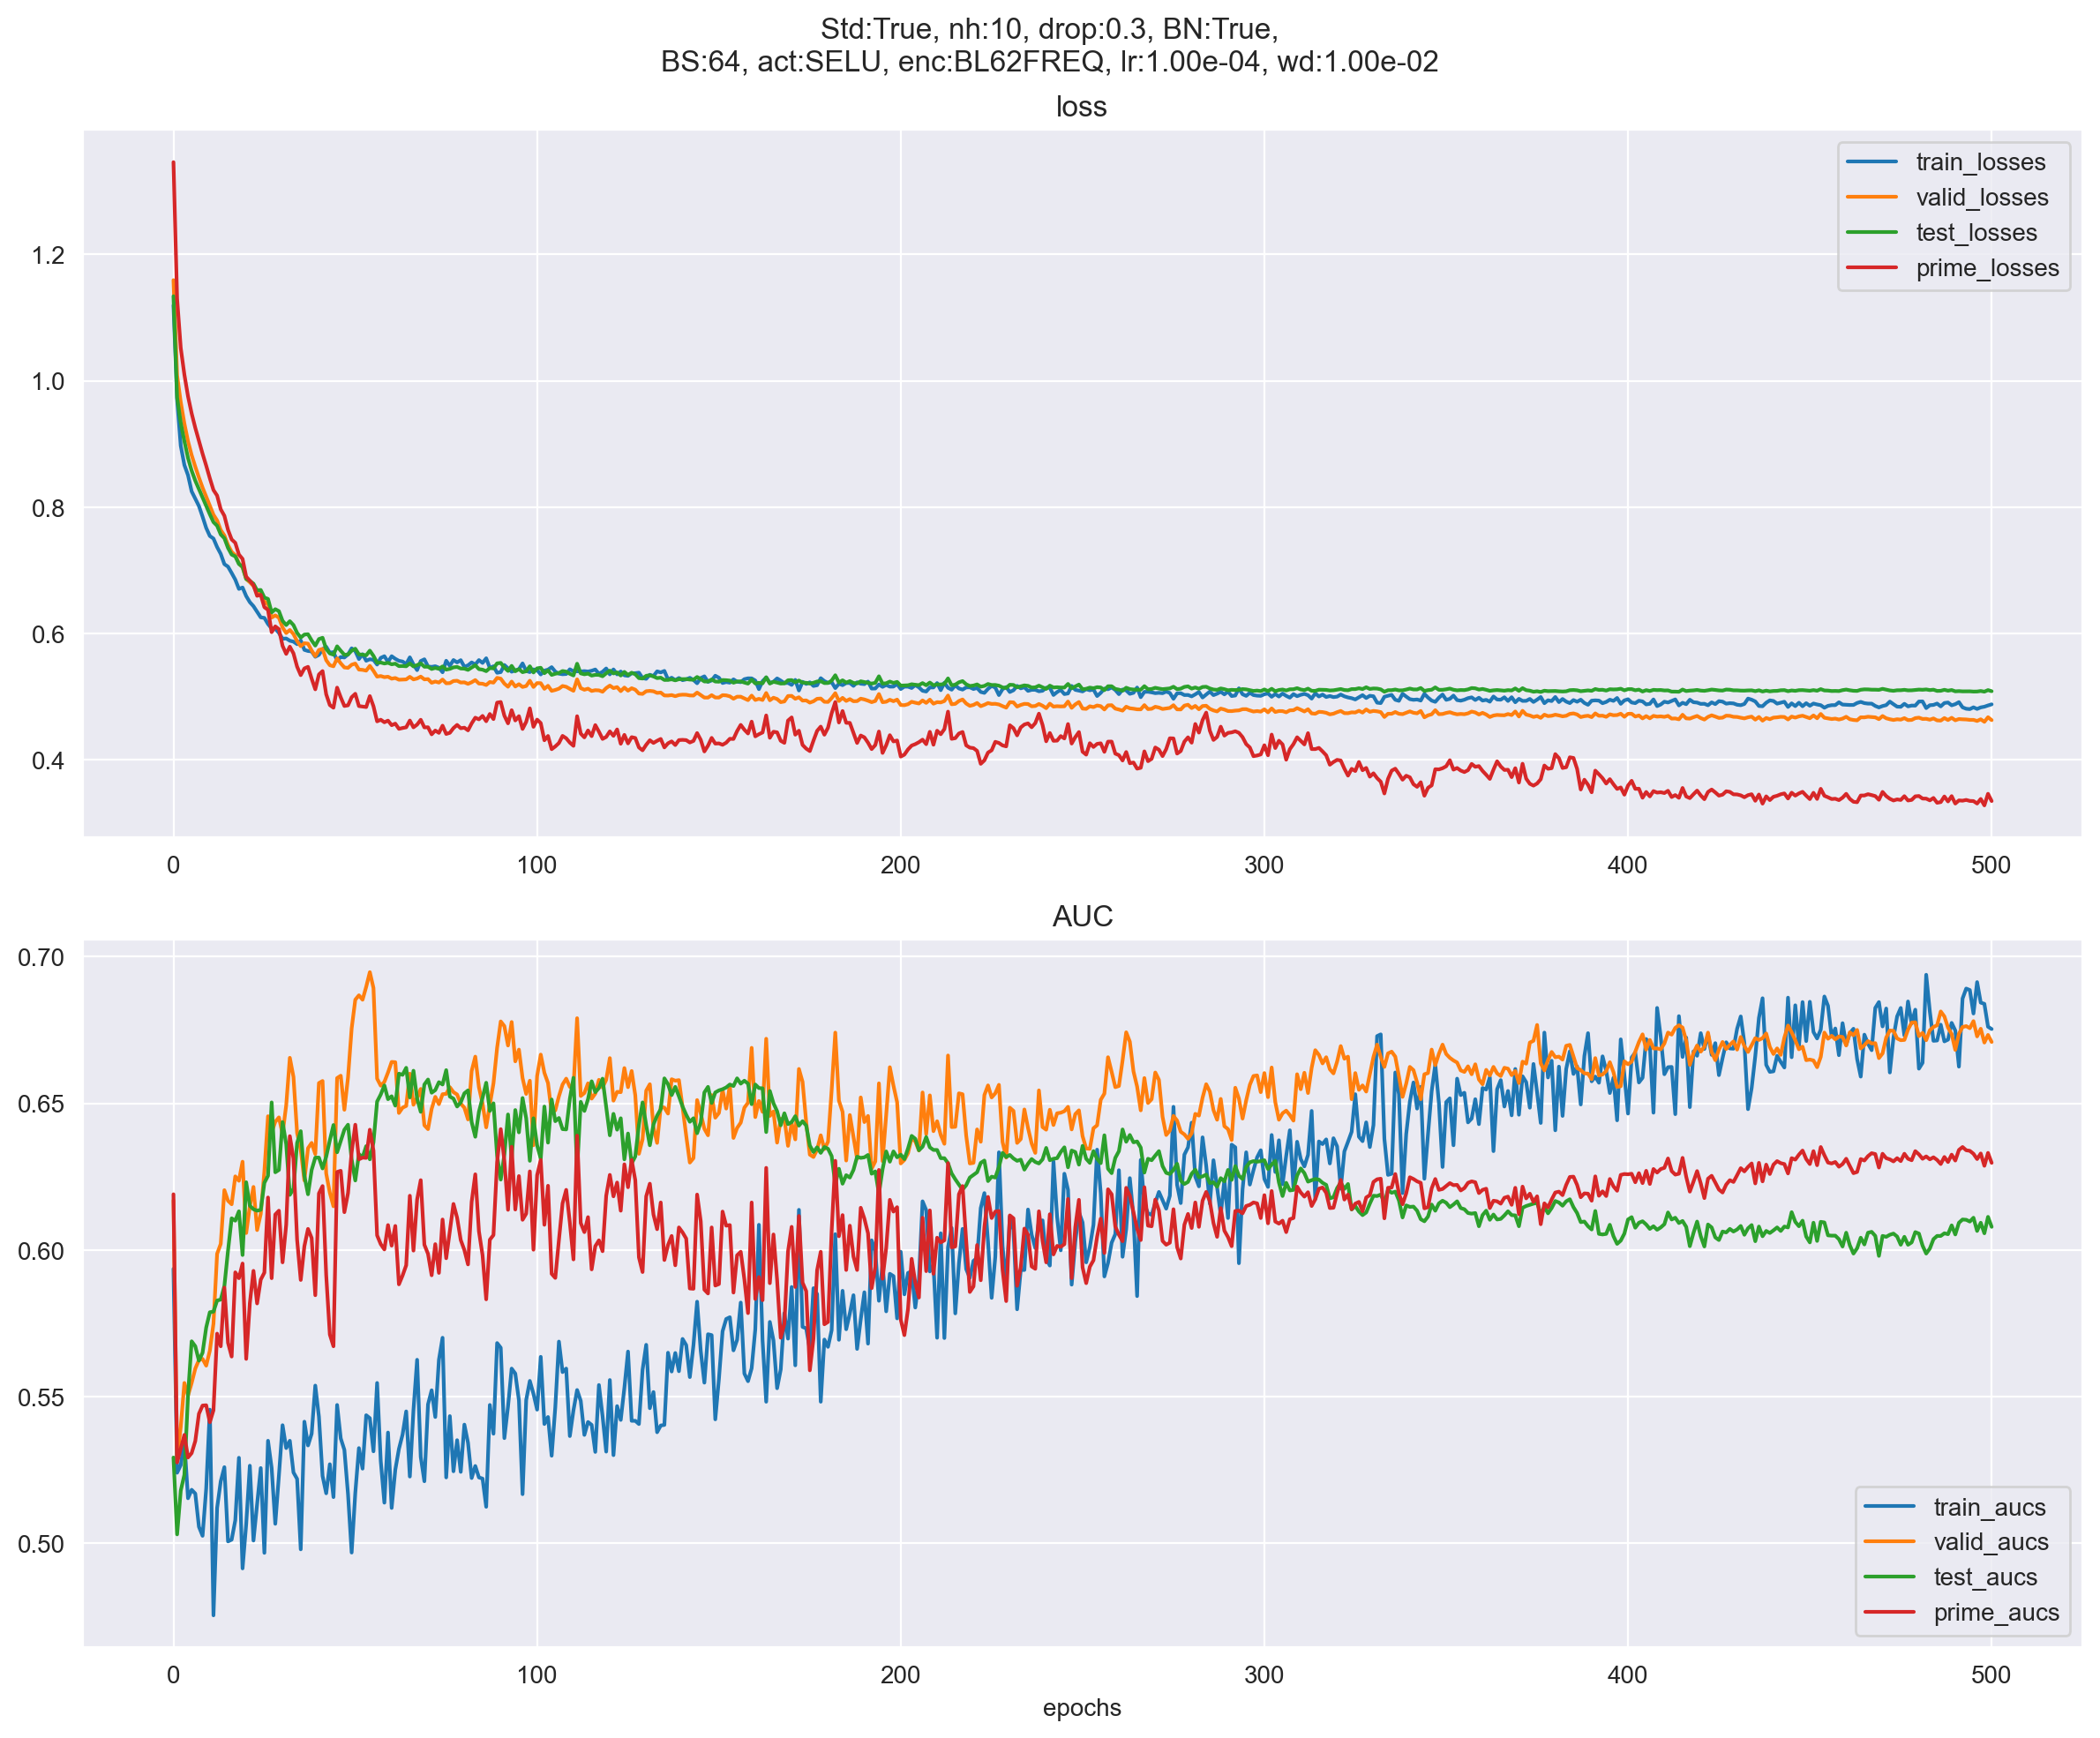 Std:True, nh:10, drop:0.3, BN:True,
BS:64, act:SELU, enc:BL62FREQ, lr:1.00e-04, wd:1.00e-02
loss
train_losses
valid_losses
test_losses
prime_losses
1.2
1.0
0.8
0.6
0.4
0 100 200 300 400 500
AUC
0.70
0.65
0.60
0.55
0.50
train_aucs
valid_aucs
test_aucs
prime_aucs
0 100 200 300 400 500
epochs